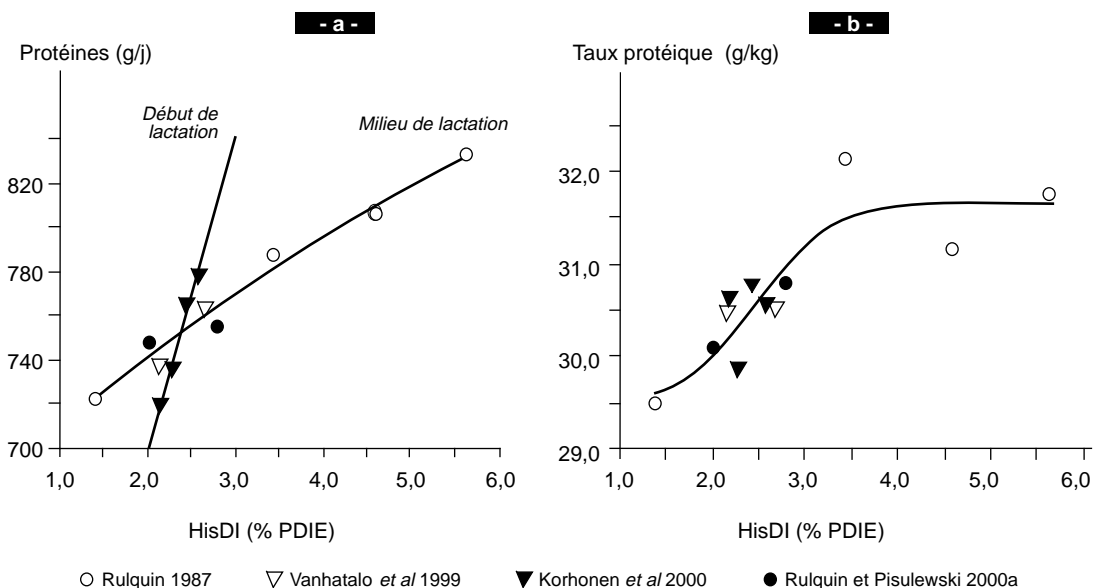 - a -
Protéines (g/j)
Début de
lactation
Milieu de lactation
820
780
740
700
1,0 2,0 3,0 4,0 5,0 6,0
HisDI (% PDIE)
- b -
Taux protéique (g/kg)
32,0
31,0
30,0
29,0
1,0 2,0 3,0 4,0 5,0 6,0
HisDI (% PDIE)
Rulquin 1987 Vanhatalo et al 1999 Korhonen et al 2000 Rulquin et Pisulewski 2000a